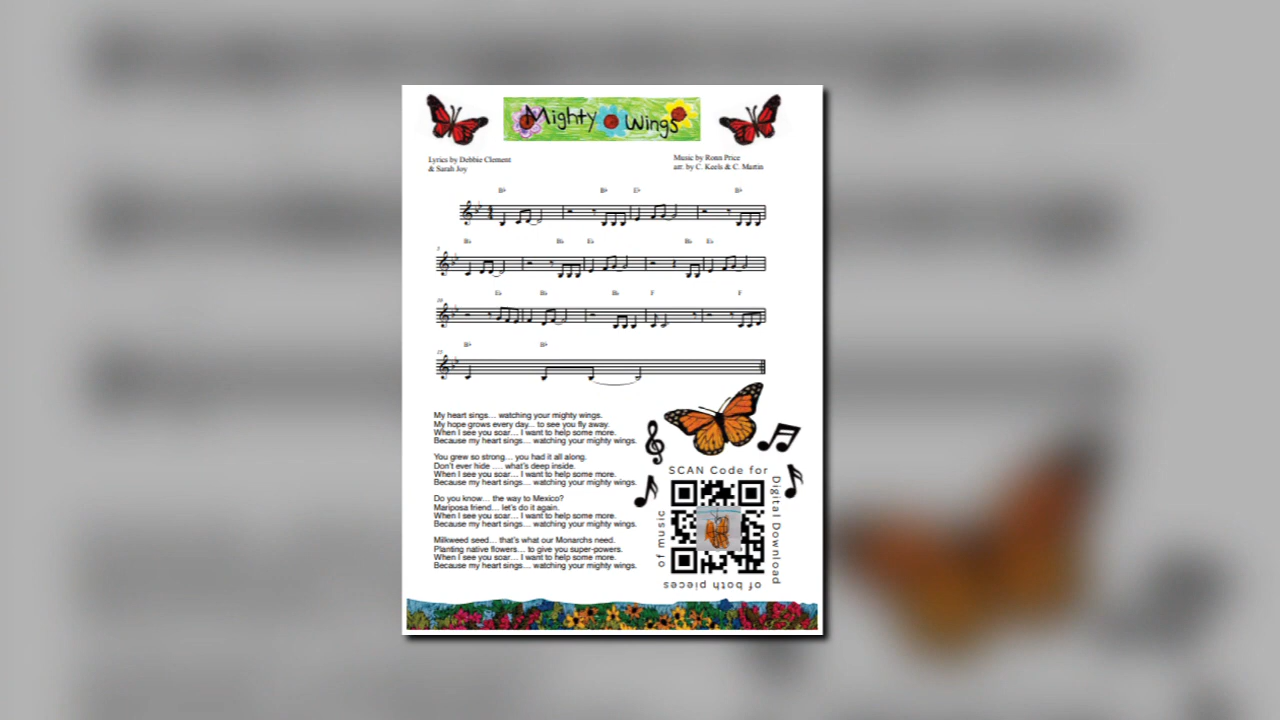 Mighty Wings
Lyrics by Debbie Clement
& Sarah Joy
Music by Ronn Price
arr. by C. Keels & C. Martin
B♭ B♭ E♭ B♭
B♭ B♭ E♭ B♭ E♭
E♭ B♭ B♭ F F
B♭ B♭
My heart sings... watching your mighty wings.
My hope grows every day... to see you fly away.
When I see you soar... I want to help some more.
Because my heart sings... watching your mighty wings.
You grew so strong... you had it all along.
Don't ever hide .... what's deep inside.
When I see you soar... I want to help some more.
Because my heart sings... watching your mighty wings.
Do you know... the way to Mexico?
Mariposa friend... let's do it again.
When I see you soar... I want to help some more.
Because my heart sings... watching your mighty wings.
Milkweed seed... that's what our Monarchs need.
Planting native flowers... to give you super-powers.
When I see you soar... I want to help some more.
Because my heart sings... watching your mighty wings.
SCAN Code for
Digital Download
of both pieces
of music